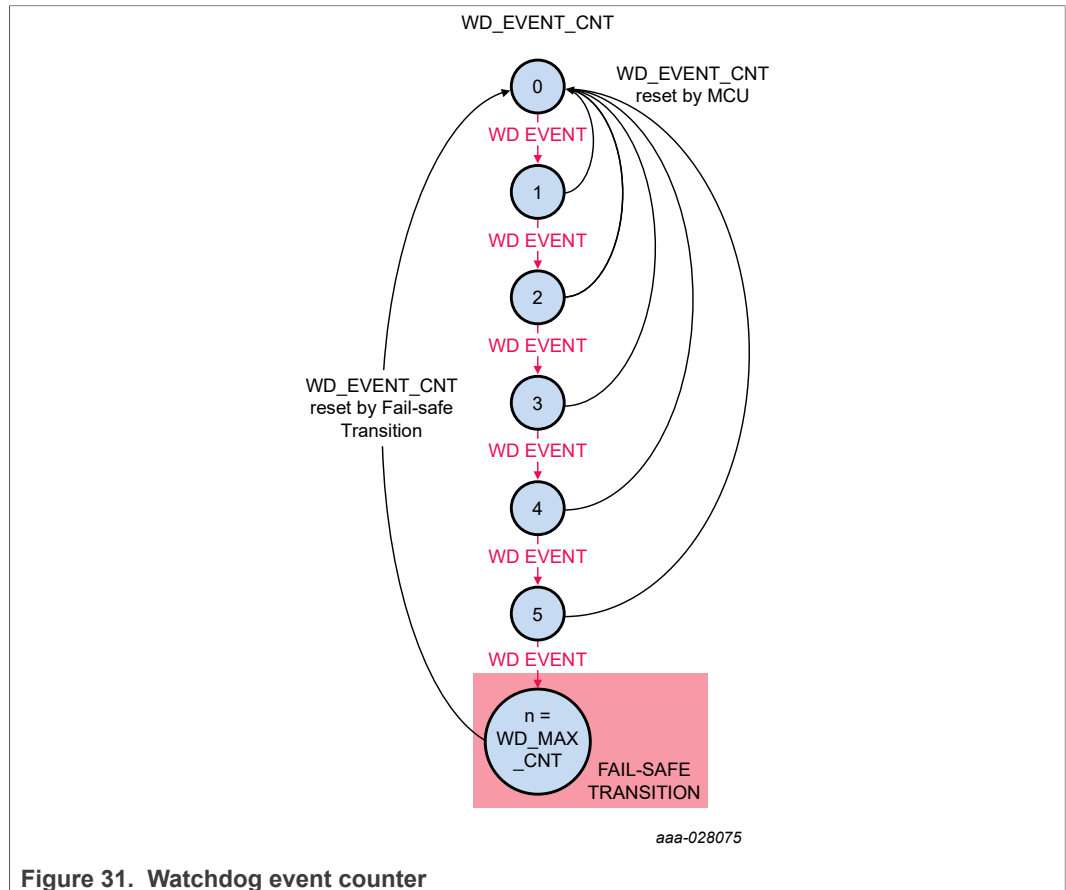 WD_EVENT_CNT
0
WD_EVENT_CNT
reset by MCU
WD EVENT
1
WD EVENT
2
WD EVENT
3
WD_EVENT_CNT
reset by Fail-safe
Transition
WD EVENT
4
WD EVENT
5
WD EVENT
n =
WD_MAX
_CNT
FAIL-SAFE
TRANSITION
aaa-028075
Figure 31. Watchdog event counter